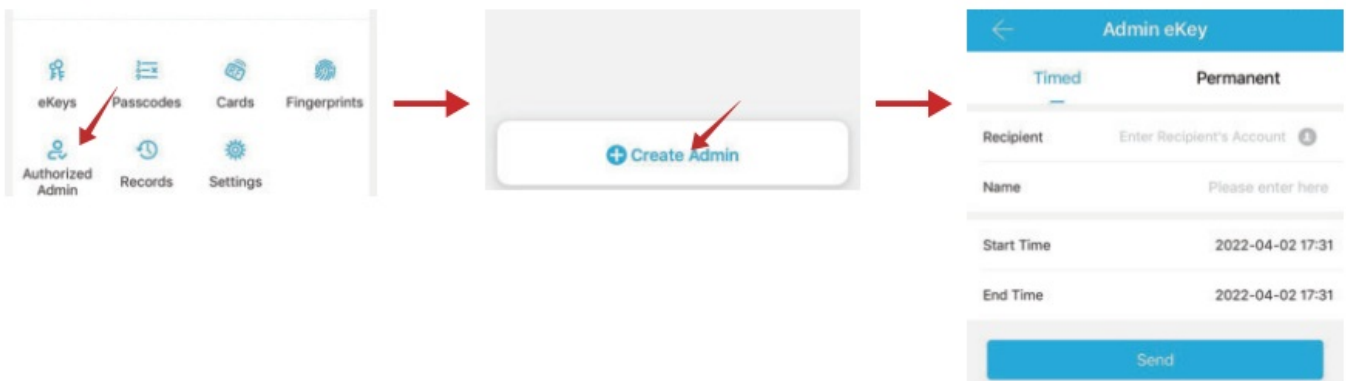 eKeys Passcodes Cards Fingerprints
Authorized
Admin
Records Settings
Create Admin
Admin eKey
Timed Permanent
Recipient Enter Recipient's Account
Name Please enter here
Start Time 2022-04-02 17:31
End Time 2022-04-02 17:31
Send